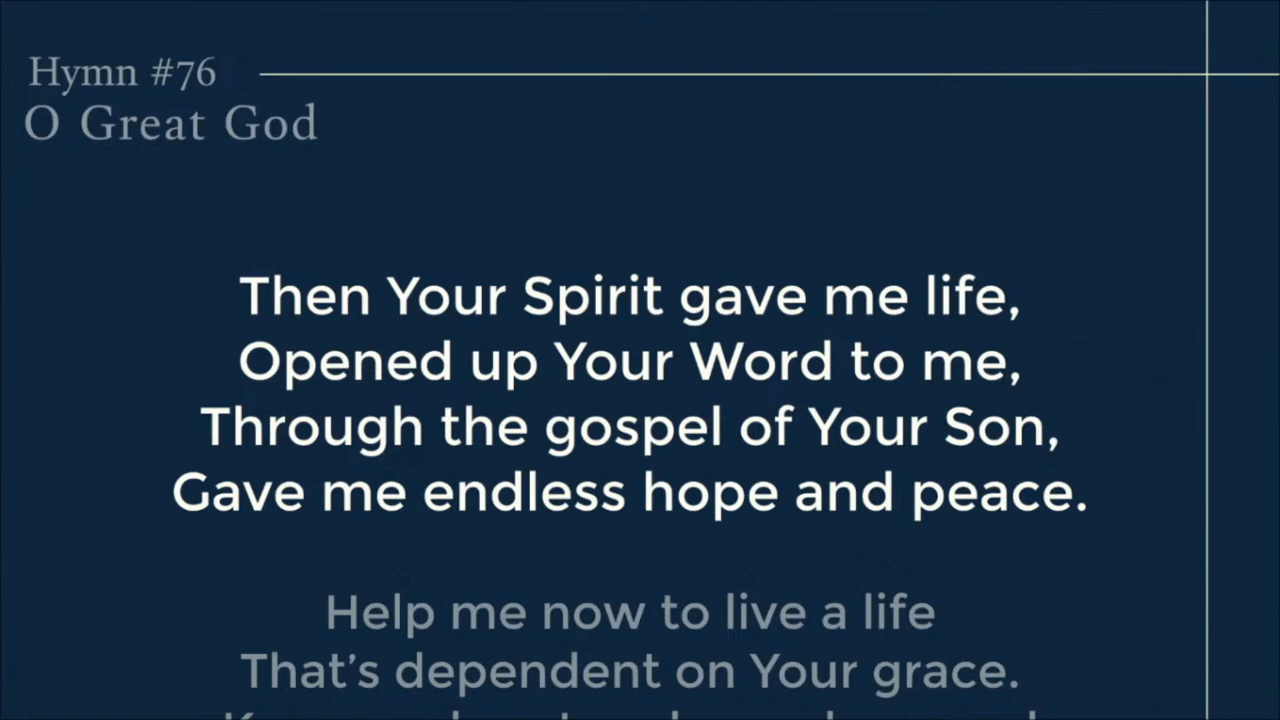 Hymn #76
O Great God
Then Your Spirit gave me life,
Opened up Your Word to me,
Through the gospel of Your Son,
Gave me endless hope and peace.
Help me now to live a life
That’s dependent on Your grace.